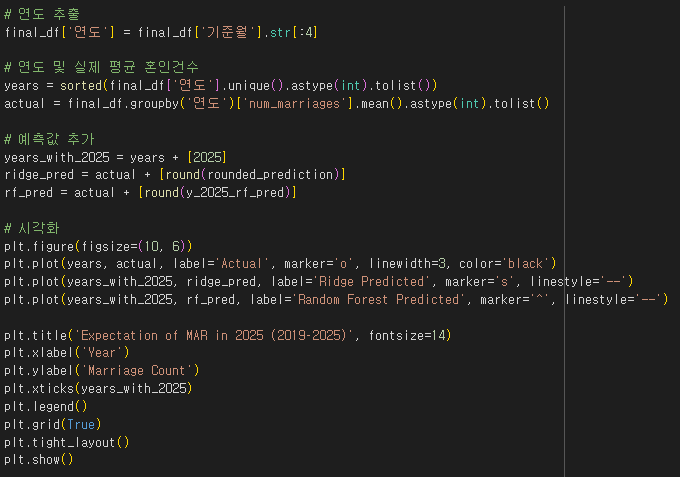 # 연도 추출
final_df['연도'] = final_df['기준월'].str[:4]
# 연도 및 실제 평균 혼인건수
years = sorted(final_df['연도'].unique().astype(int).tolist())
actual = final_df.groupby('연도')['num_marriages'].mean().astype(int).tolist()
# 예측값 추가
years_with_2025 = years + [2025]
ridge_pred = actual + [round(rounded_prediction)]
rf_pred = actual + [round(y_2025_rf_pred)]
# 시각화
plt.figure(figsize=(10, 6))
plt.plot(years, actual, label='Actual', marker='o', linewidth=3, color='black')
plt.plot(years_with_2025, ridge_pred, label='Ridge Predicted', marker='s', linestyle='--')
plt.plot(years_with_2025, rf_pred, label='Random Forest Predicted', marker='^', linestyle='--')
plt.title('Expectation of MAR in 2025 (2019-2025)', fontsize=14)
plt.xlabel('Year')
plt.ylabel('Marriage Count')
plt.xticks(years_with_2025)
plt.legend()
plt.grid(True)
plt.tight_layout()
plt.show()